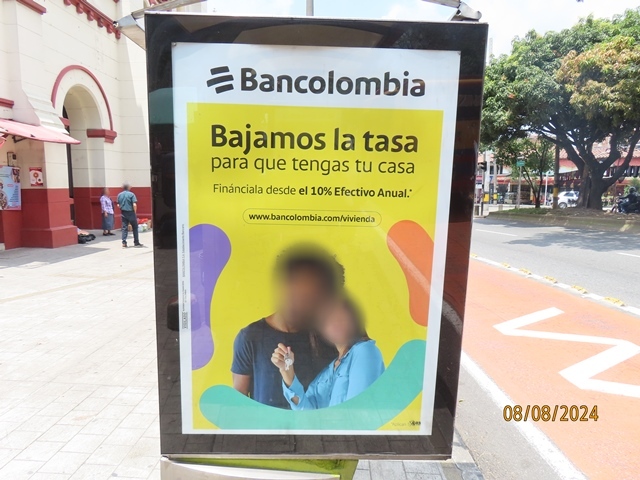 Bancolombia
Bajamos la tasa
para que tengas tu casa
Fináncíala desde el 10% Efectivo Anual.*
www.bancolombia.com/vivienda
08/08/2024